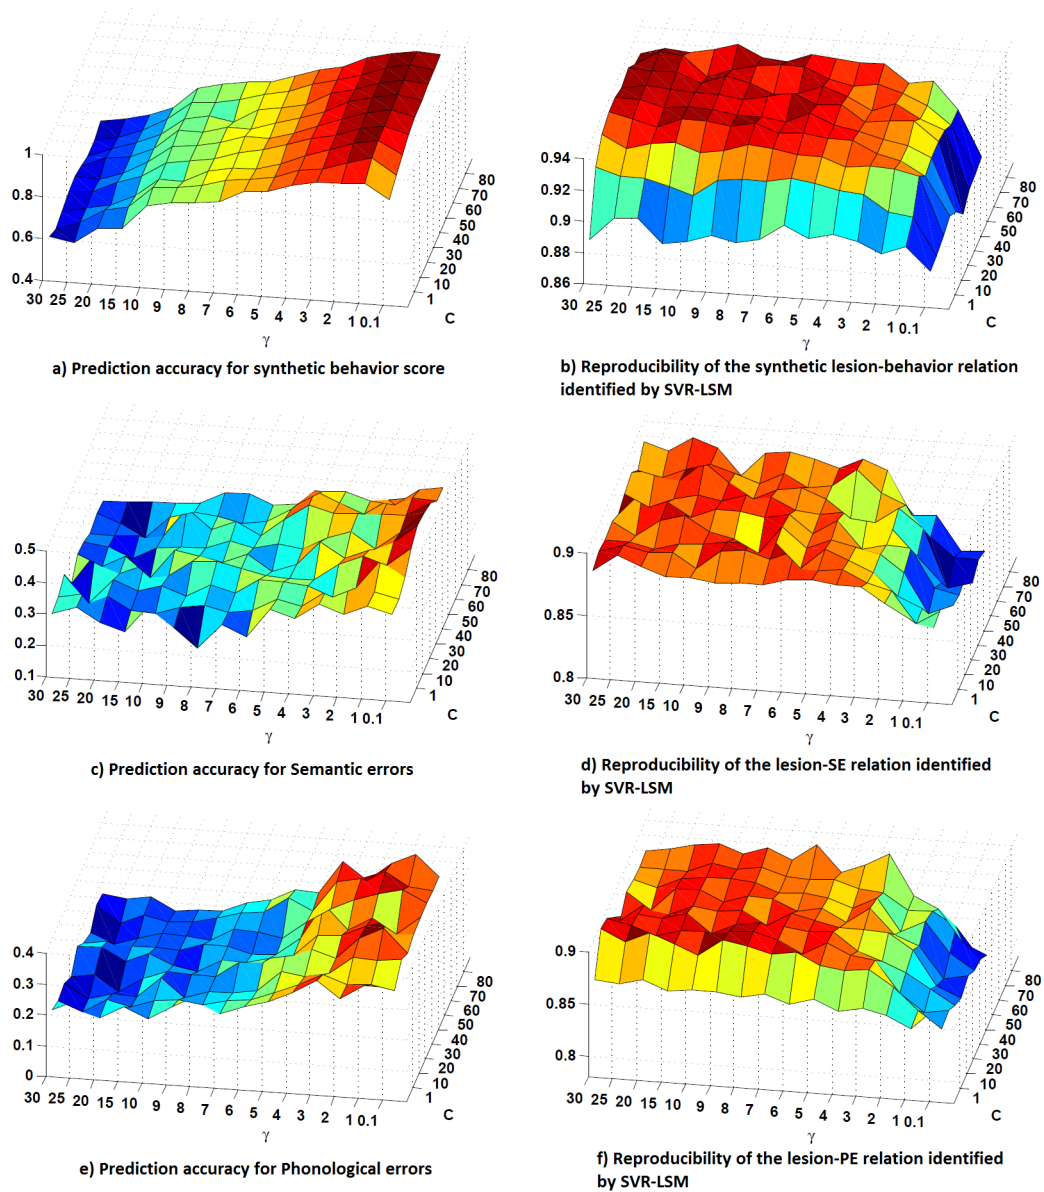 1
0.8
0.6
0.4
30 25 20 15 10 9 8 7 6 5 4 3 2 1 0.1
γ
1 10 20 30 40 50 60 70 80
C
a) Prediction accuracy for synthetic behavior score
0.94
0.92
0.9
0.88
0.86
30 25 20 15 10 9 8 7 6 5 4 3 2 1 0.1
γ
1 10 20 30 40 50 60 70 80
C
b) Reproducibility of the synthetic lesion-behavior relation
identified by SVR-LSM
0.5
0.4
0.3
0.2
0.1
30 25 20 15 10 9 8 7 6 5 4 3 2 1 0.1
γ
1 10 20 30 40 50 60 70 80
C
c) Prediction accuracy for Semantic errors
0.9
0.85
0.8
30 25 20 15 10 9 8 7 6 5 4 3 2 1 0.1
γ
1 10 20 30 40 50 60 70 80
C
d) Reproducibility of the lesion-SE relation identified
by SVR-LSM
0.4
0.3
0.2
0.1
0
30 25 20 15 10 9 8 7 6 5 4 3 2 1 0.1
γ
1 10 20 30 40 50 60 70 80
C
e) Prediction accuracy for Phonological errors
0.9
0.85
0.8
30 25 20 15 10 9 8 7 6 5 4 3 2 1 0.1
γ
1 10 20 30 40 50 60 70 80
C
f) Reproducibility of the lesion-PE relation identified
by SVR-LSM